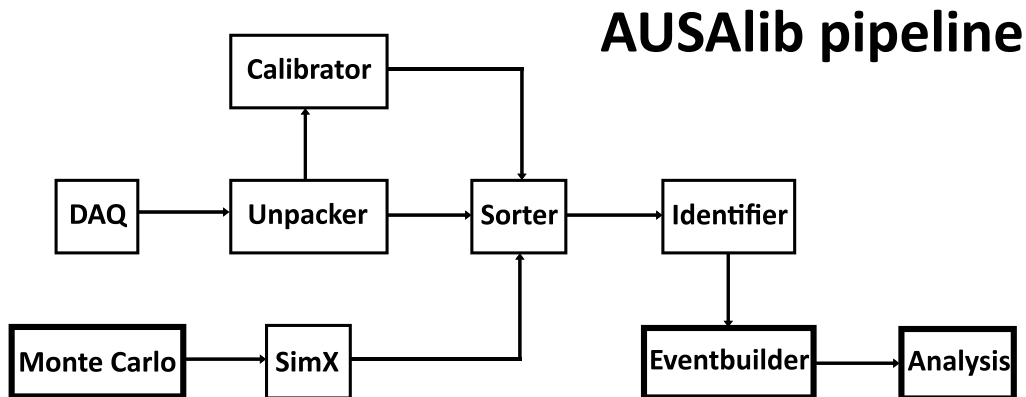 AUSAlib pipeline
Calibrator
DAQ
Unpacker
Sorter
Identifier
Monte Carlo
SimX
Eventbuilder
Analysis